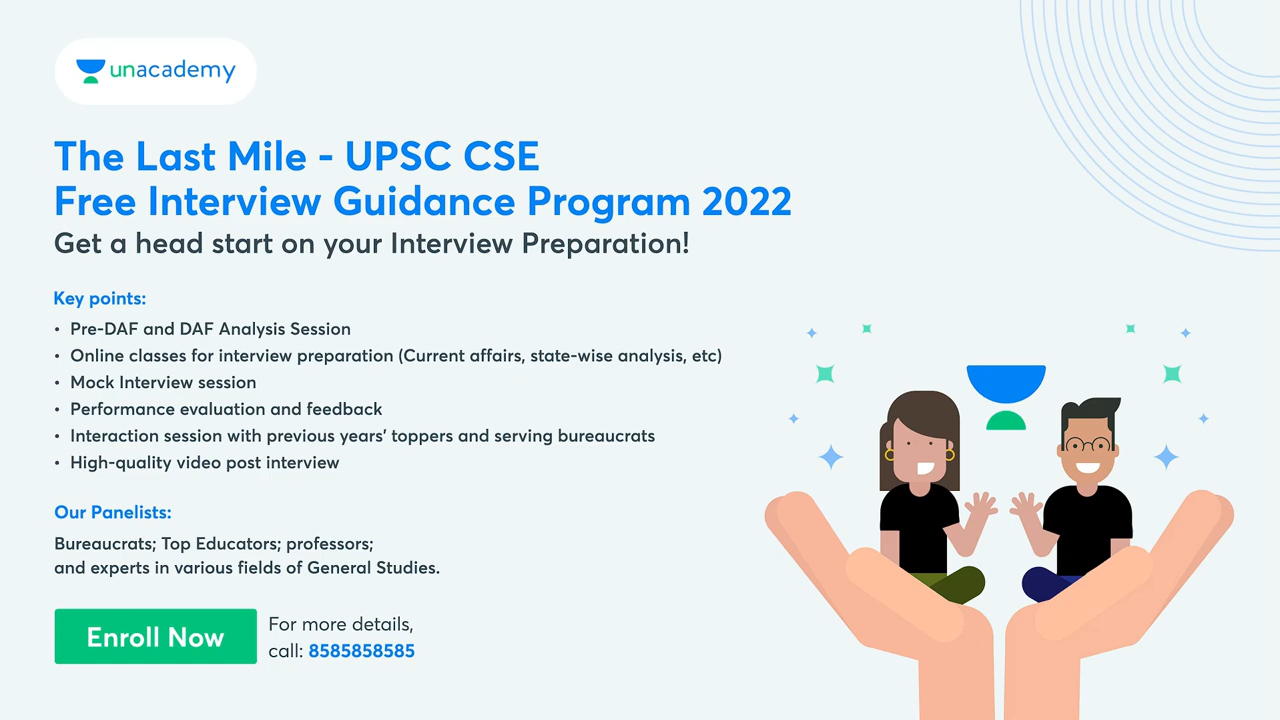 unacademy
The Last Mile - UPSC CSE
Free Interview Guidance Program 2022
Get a head start on your Interview Preparation!
Key points:
• Pre-DAF and DAF Analysis Session
• Online classes for interview preparation (Current affairs, state-wise analysis, etc)
• Mock Interview session
• Performance evaluation and feedback
• Interaction session with previous years' toppers and serving bureaucrats
• High-quality video post interview
Our Panelists:
Bureaucrats; Top Educators; professors;
and experts in various fields of General Studies.
Enroll Now
For more details,
call: 8585858585